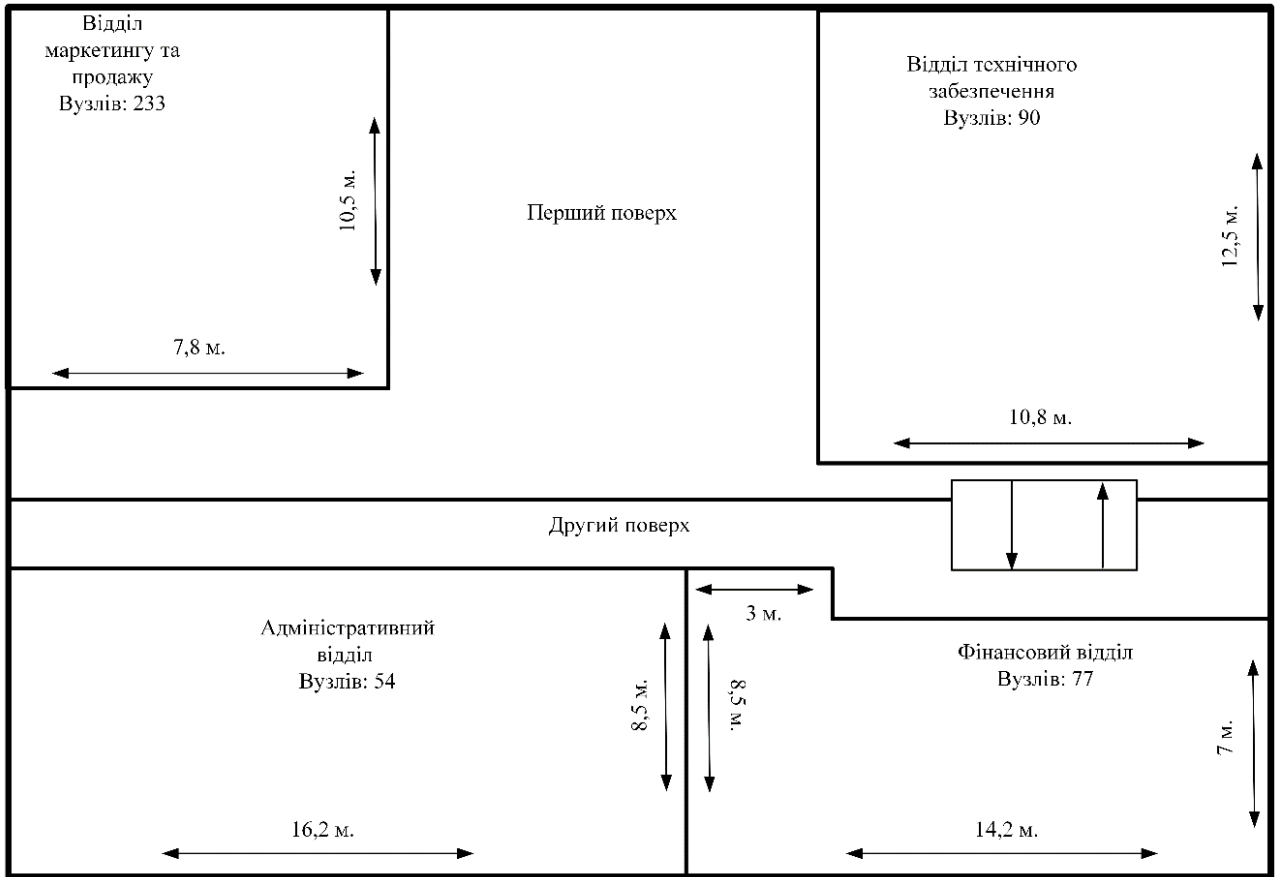 Відділ
маркетингу та
продажу
Вузлів: 233
10,5 м.
7,8 м.
Перший поверх
Відділ технічного
забезпечення
Вузлів: 90
12,5 м.
10,8 м.
Другий поверх
Адміністративний
відділ
Вузлів: 54
8,5 м.
16,2 м.
3 м.
8,5 м.
Фінансовий відділ
Вузлів: 77
7 м.
14,2 м.